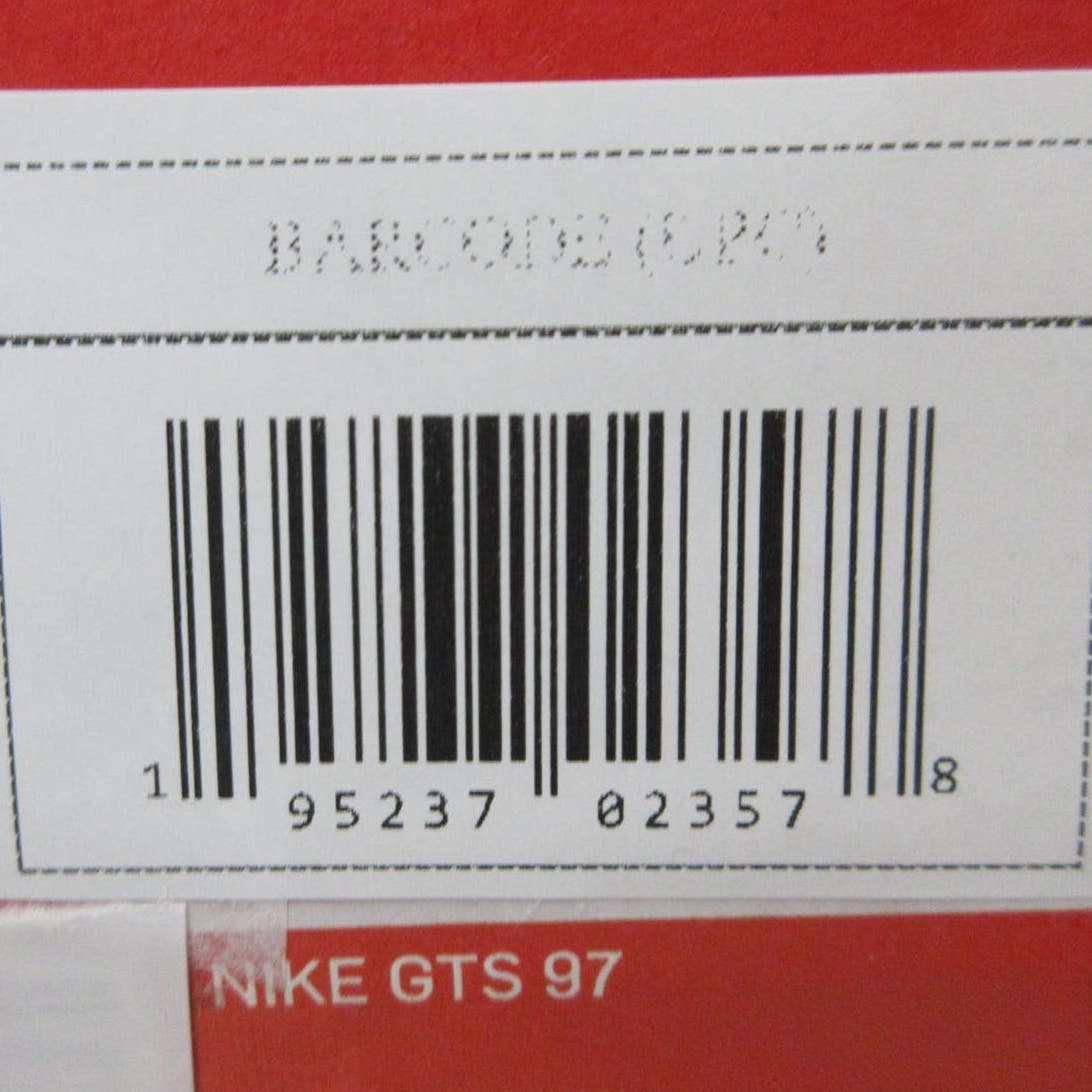 BARCODE (UPC)
1 95237 02357 8
NIKE GTS 97